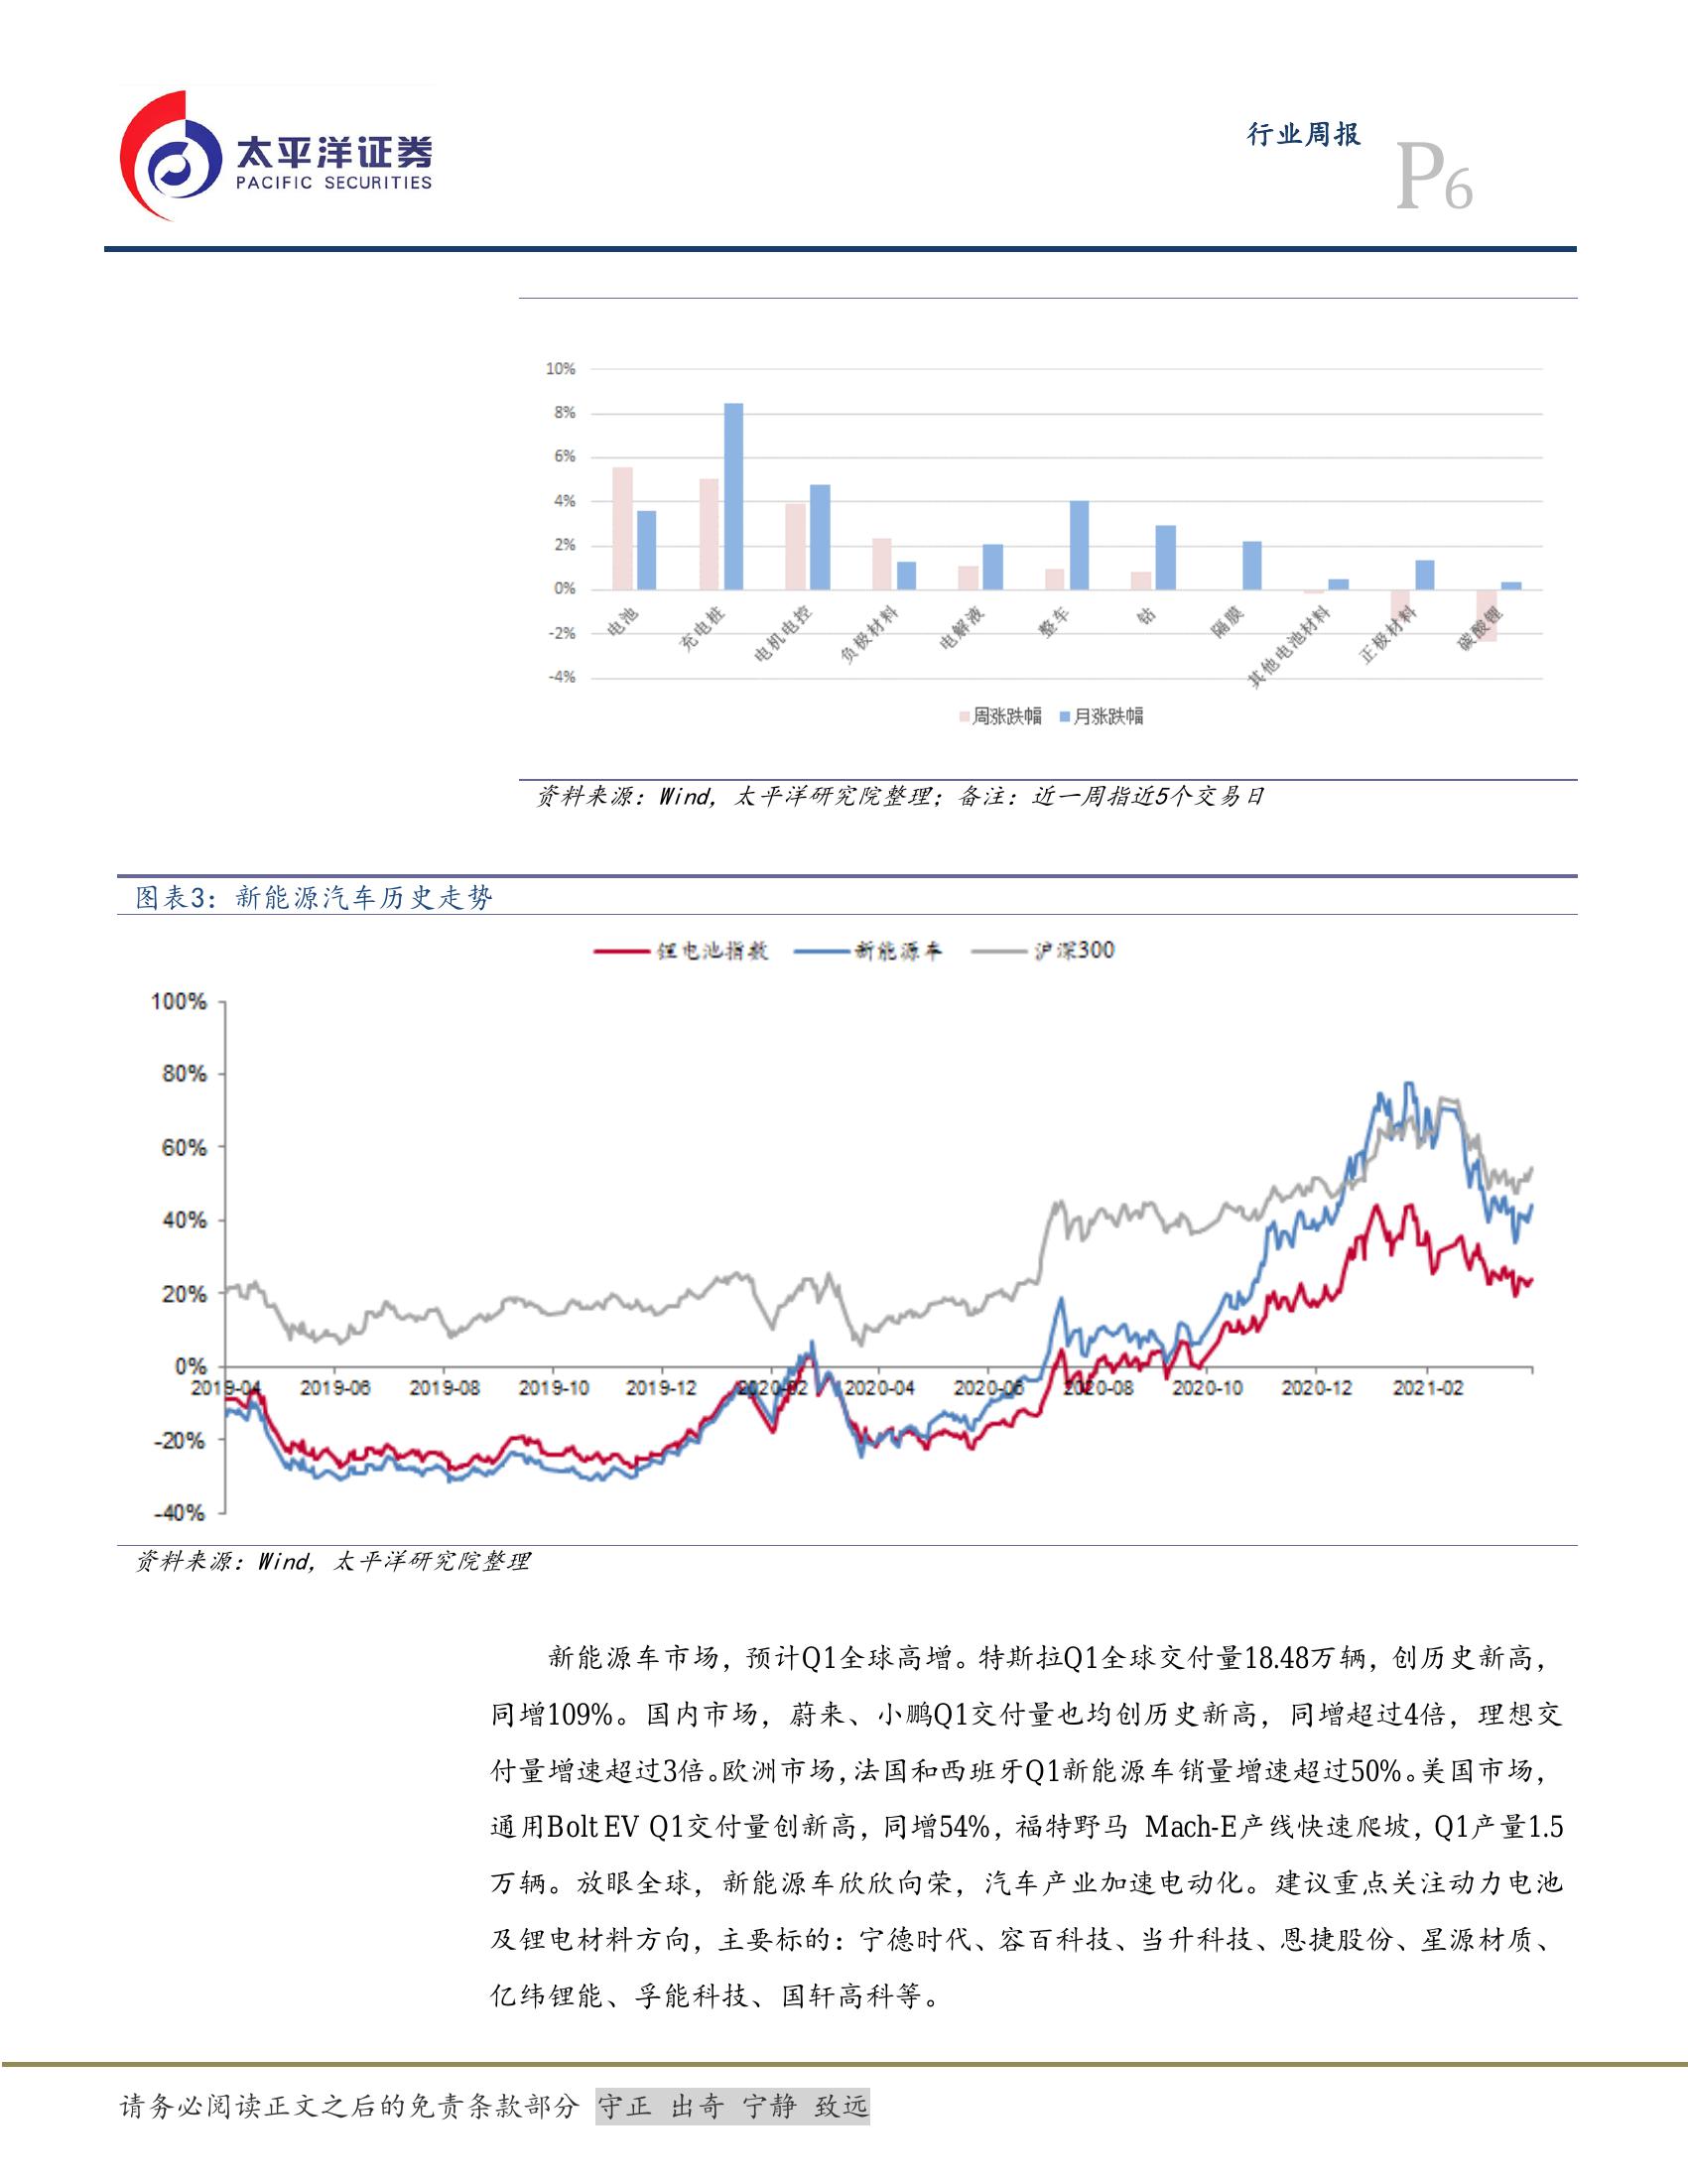 太平洋证券
PACIFIC SECURITIES
行业周报
P6
10%
8%
6%
4%
2%
0%
-2%
-4%
电池
充电桩
电机电控
负极材料
电解液
整车
钴
隔膜
其他电池材料
正极材料
碳酸锂
周涨跌幅 月涨跌幅
资料来源：Wind，太平洋研究院整理；备注：近一周指近5个交易日
图表3：新能源汽车历史走势
锂电池指数 新能源车 沪深300
100%
80%
60%
40%
20%
0%
-20%
-40%
2019-04 2019-06 2019-08 2019-10 2019-12 2020-02 2020-04 2020-06 2020-08 2020-10 2020-12 2021-02
资料来源：Wind，太平洋研究院整理
新能源车市场，预计Q1全球高增。特斯拉Q1全球交付量18.48万辆，创历史新高，
同增109%。国内市场，蔚来、小鹏Q1交付量也均创历史新高，同增超过4倍，理想交
付量增速超过3倍。欧洲市场，法国和西班牙Q1新能源车销量增速超过50%。美国市场，
通用Bolt EV Q1交付量创新高，同增54%，福特野马 Mach-E产线快速爬坡，Q1产量1.5
万辆。放眼全球，新能源车欣欣向荣，汽车产业加速电动化。建议重点关注动力电池
及锂电材料方向，主要标的：宁德时代、容百科技、当升科技、恩捷股份、星源材质、
亿纬锂能、孚能科技、国轩高科等。
请务必阅读正文之后的免责条款部分 守正 出奇 宁静 致远